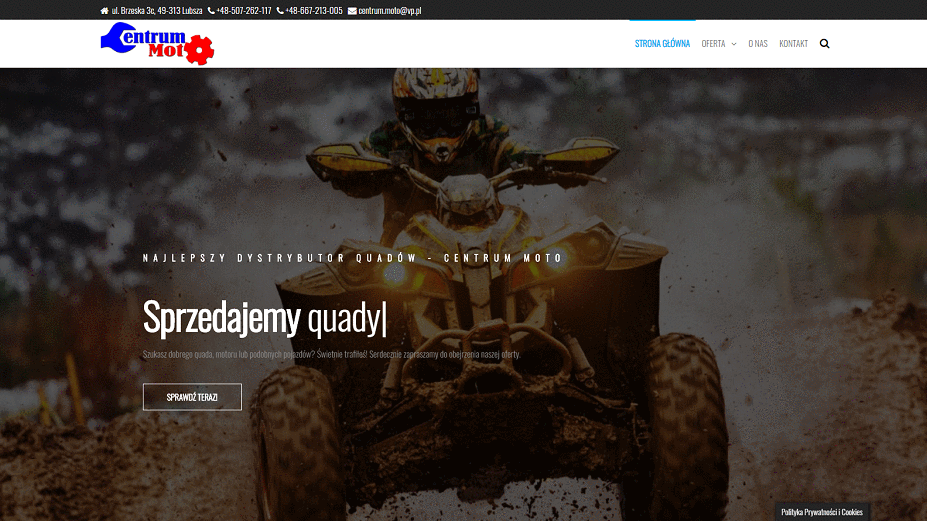 ul. Brzeska 3c, 49-313 Lubsza +48-507-262-117 +48-667-213-005 centrum.moto@vp.pl
Centrum
Moto
STRONA GŁÓWNA OFERTA O NAS KONTAKT
NAJLEPSZY DYSTRYBUTOR QUADÓW - CENTRUM MOTO
Sprzedajemy quady|
Szukasz dobrego quada, motoru lub podobnych pojazdów? Świetnie trafiłeś! Serdecznie zapraszamy do obejrzenia naszej oferty.
SPRAWDŹ TERAZ!
Polityka Prywatności i Cookies